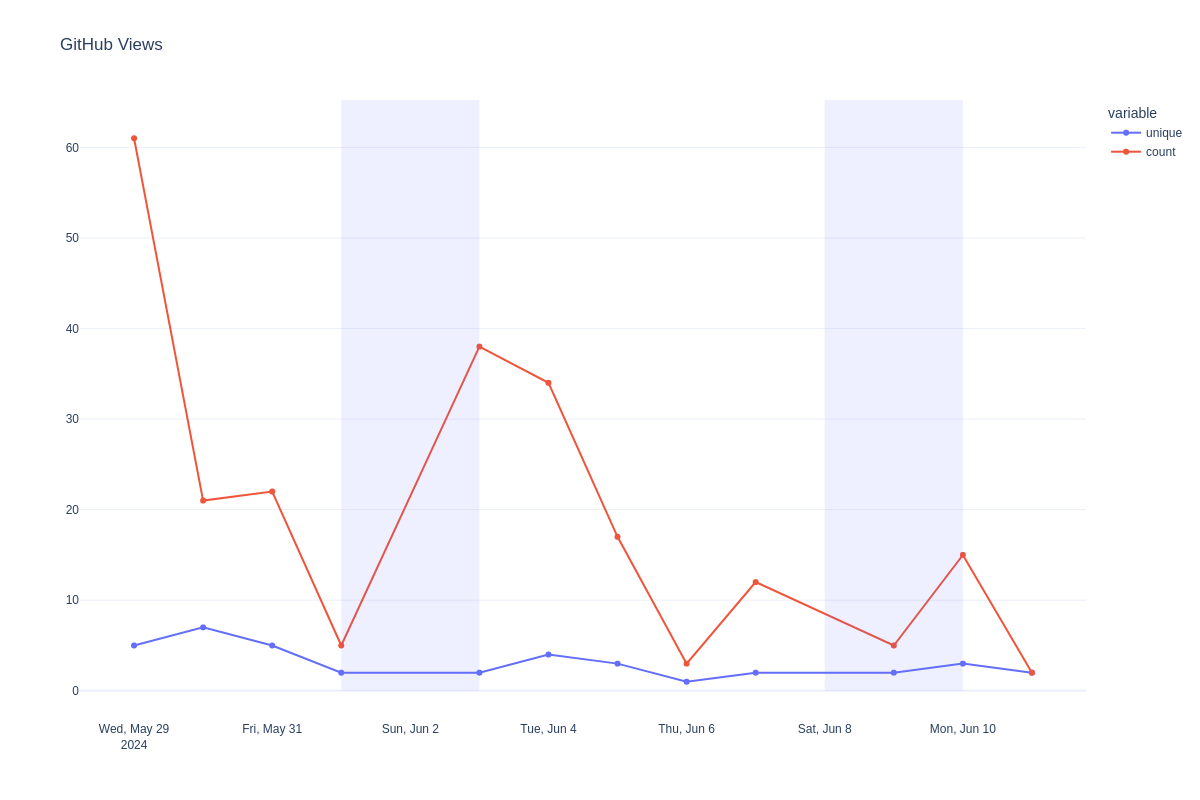 GitHub Views
variable
unique
count
60
50
40
30
20
10
0
Wed, May 29
2024
Fri, May 31
Sun, Jun 2
Tue, Jun 4
Thu, Jun 6
Sat, Jun 8
Mon, Jun 10